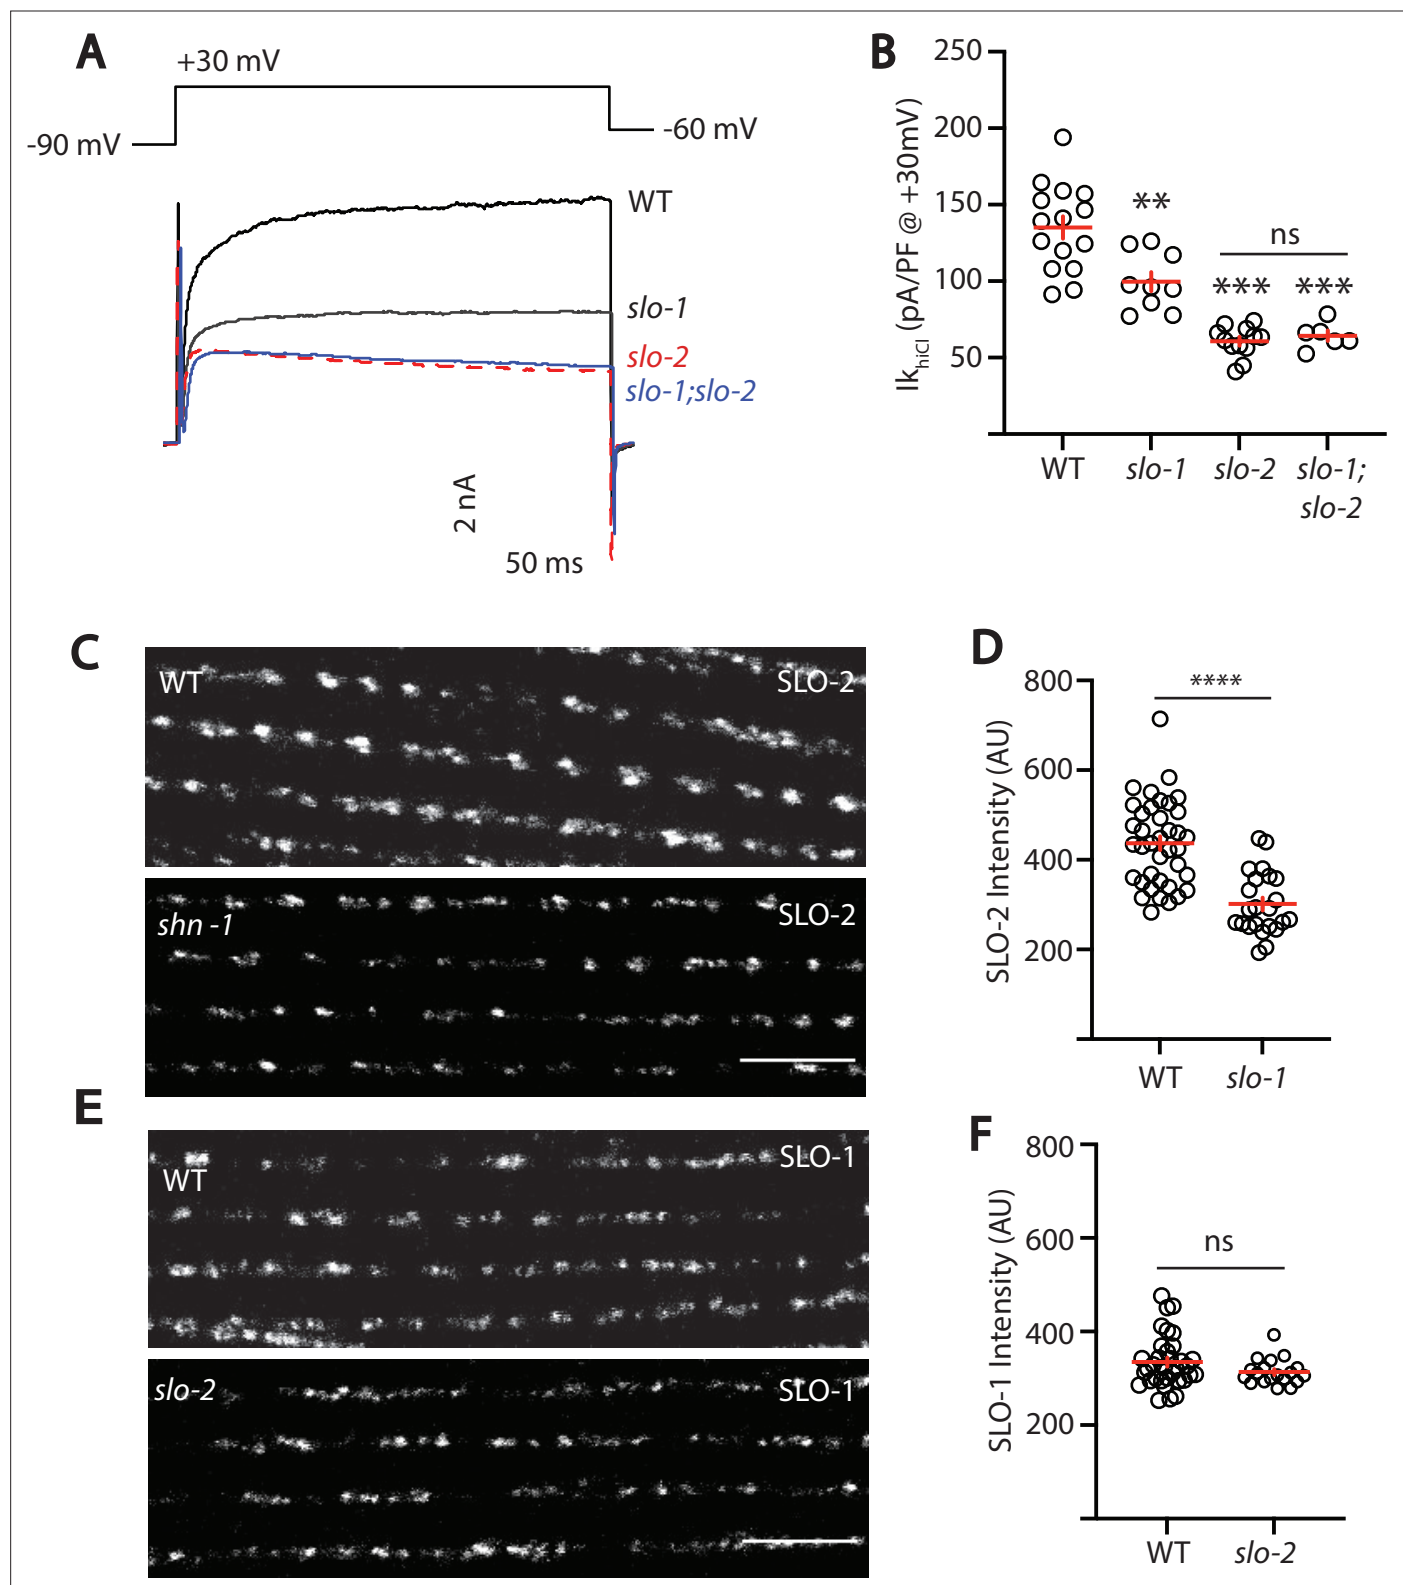 A
+30 mV
-90 mV
-60 mV
WT
slo-1
slo-2
slo-1;slo-2
2 nA
50 ms
B
Ik_hiCl (pA/PF @ +30mV)
250
200
150
100
50
**
***
ns
***
WT
slo-1
slo-2
slo-1;
slo-2
C
WT
SLO-2
shn -1
SLO-2
D
SLO-2 Intensity (AU)
800
600
400
200
****
WT
slo-1
E
WT
SLO-1
slo-2
SLO-1
F
SLO-1 Intensity (AU)
800
600
400
200
ns
WT
slo-2